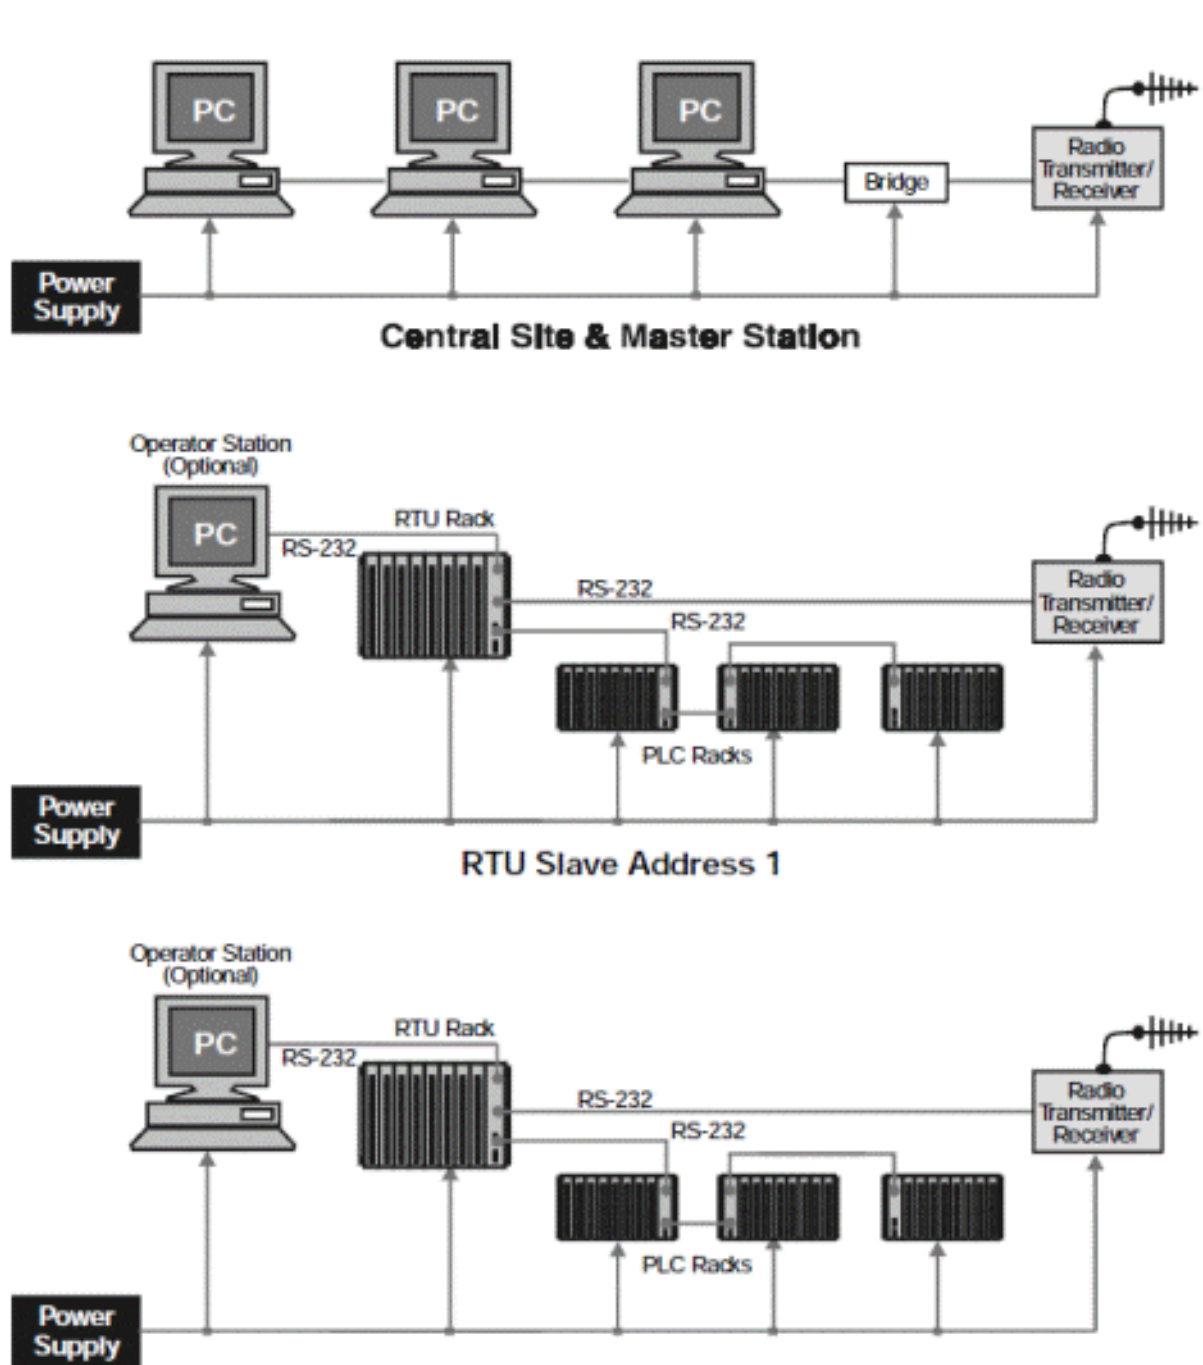 PC
PC
PC
Radio
Transmitter/
Receiver
Bridge
Power
Supply
Central Site & Master Station
Operator Station
(Optional)
PC
RTU Rack
RS-232
RS-232
RS-232
Radio
Transmitter/
Receiver
PLC Racks
Power
Supply
RTU Slave Address 1
Operator Station
(Optional)
PC
RTU Rack
RS-232
RS-232
RS-232
Radio
Transmitter/
Receiver
PLC Racks
Power
Supply